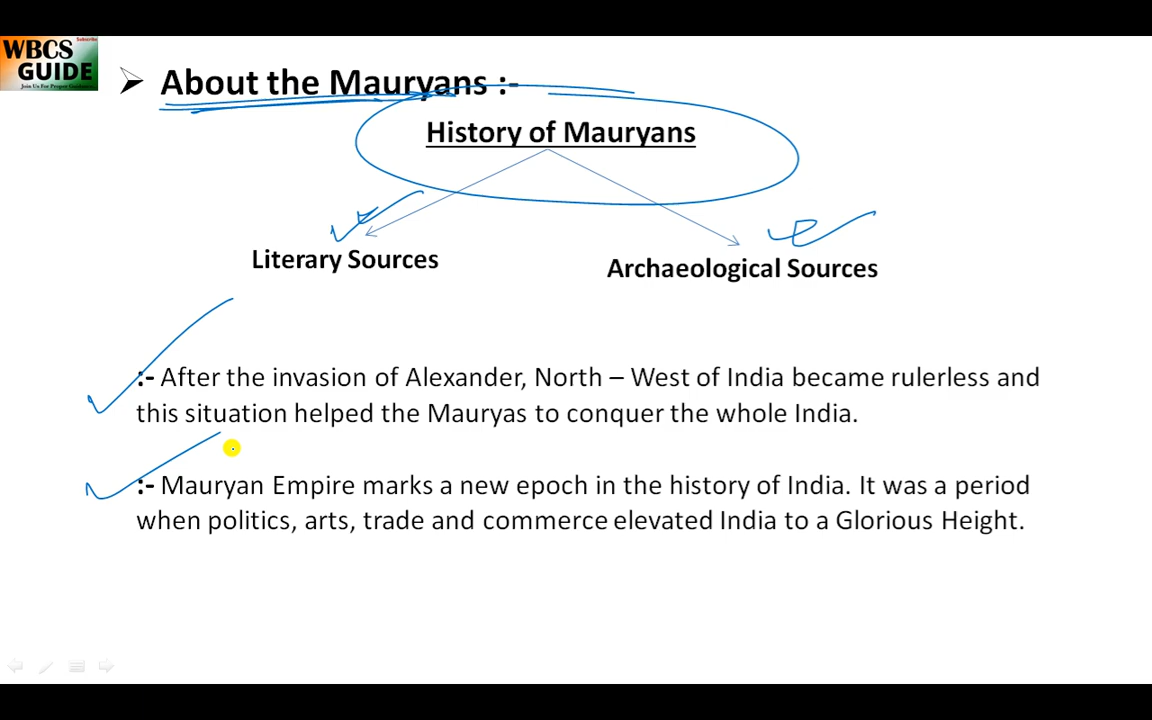 Subscribe
WBCS
GUIDE
➢ About the Mauryans :-
History of Mauryans
Literary Sources
Archaeological Sources
:- After the invasion of Alexander, North – West of India became rulerless and
this situation helped the Mauryas to conquer the whole India.
:- Mauryan Empire marks a new epoch in the history of India. It was a period
when politics, arts, trade and commerce elevated India to a Glorious Height.